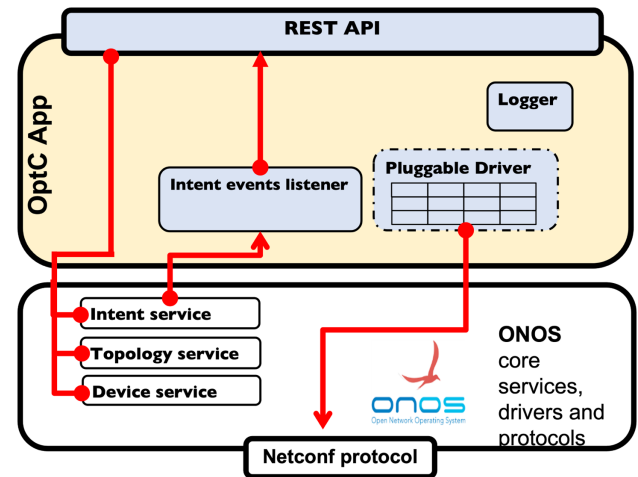 REST API
OptC App
Logger
Intent events listener
Pluggable Driver
Intent service
Topology service
Device service
ONOS
core
services,
drivers and
protocols
onos
Open Network Operating System
Netconf protocol